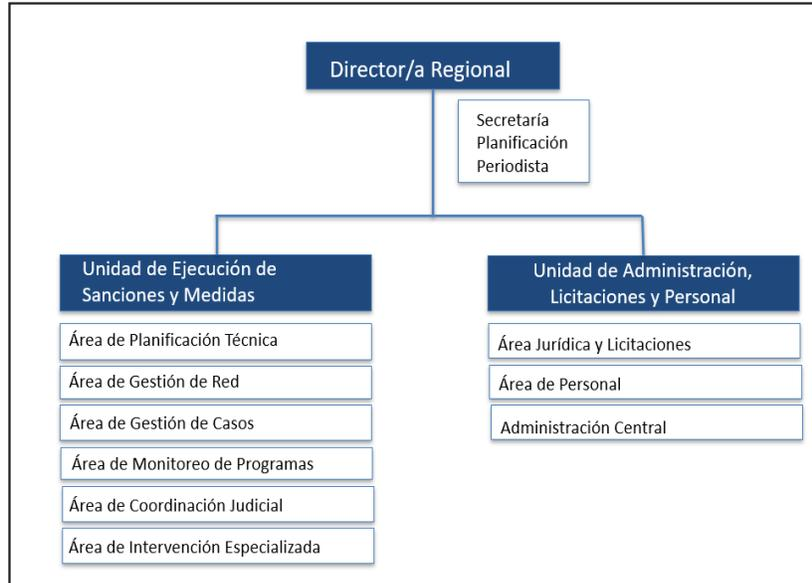 Director/a Regional
Secretaría
Planificación
Periodista
Unidad de Ejecución de
Sanciones y Medidas
Área de Planificación Técnica
Área de Gestión de Red
Área de Gestión de Casos
Área de Monitoreo de Programas
Área de Coordinación Judicial
Área de Intervención Especializada
Unidad de Administración,
Licitaciones y Personal
Área Jurídica y Licitaciones
Área de Personal
Administración Central